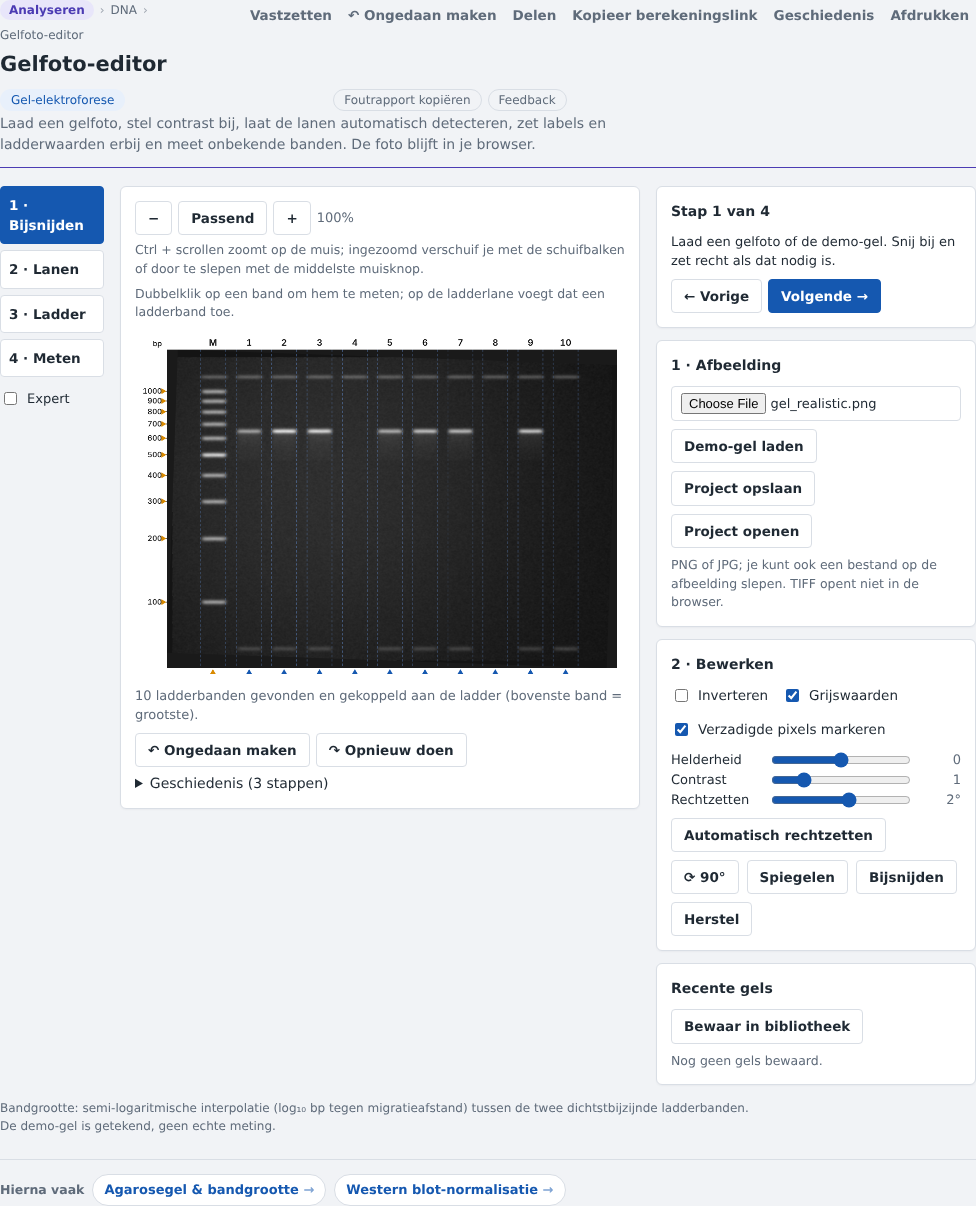 Analyseren › DNA ›
Gelfoto-editor
Vastzetten ↶ Ongedaan maken Delen Kopieer berekeningslink Geschiedenis Afdrukken
Gelfoto-editor
Gel-elektroforese
Foutrapport kopiëren Feedback
Laad een gelfoto, stel contrast bij, laat de lanen automatisch detecteren, zet labels en
ladderwaarden erbij en meet onbekende banden. De foto blijft in je browser.
1 ·
Bijsnijden
2 · Lanen
3 · Ladder
4 · Meten
Expert
− Passend + 100%
Ctrl + scrollen zoomt op de muis; ingezoomd verschuif je met de schuifbalken
of door te slepen met de middelste muisknop.
Dubbelklik op een band om hem te meten; op de ladderlane voegt dat een
ladderband toe.
bp M 1 2 3 4 5 6 7 8 9 10
1000
900
800
700
600
500
400
300
200
100
10 ladderbanden gevonden en gekoppeld aan de ladder (bovenste band =
grootste).
↶ Ongedaan maken ↷ Opnieuw doen
Geschiedenis (3 stappen)
Stap 1 van 4
Laad een gelfoto of de demo-gel. Snij bij en
zet recht als dat nodig is.
← Vorige Volgende →
1 · Afbeelding
Choose File gel_realistic.png
Demo-gel laden
Project opslaan
Project openen
PNG of JPG; je kunt ook een bestand op de
afbeelding slepen. TIFF opent niet in de
browser.
2 · Bewerken
Inverteren Grijswaarden
Verzadigde pixels markeren
Helderheid 0
Contrast 1
Rechtzetten 2°
Automatisch rechtzetten
⟳ 90° Spiegelen Bijsnijden
Herstel
Recente gels
Bewaar in bibliotheek
Nog geen gels bewaard.
Bandgrootte: semi-logaritmische interpolatie (log₁₀ bp tegen migratieafstand) tussen de twee dichtstbijzijnde ladderbanden.
De demo-gel is getekend, geen echte meting.
Hierna vaak Agarosegel & bandgrootte → Western blot-normalisatie →